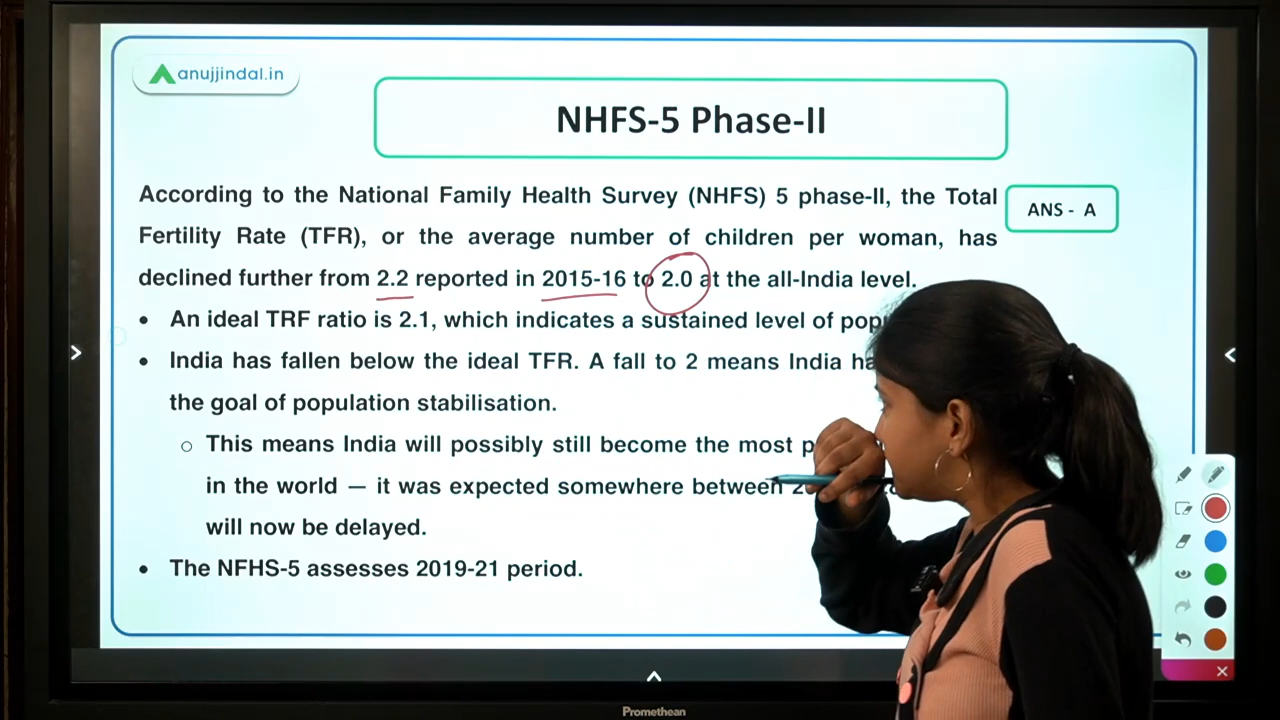 anujjindal.in
NHFS-5 Phase-II
According to the National Family Health Survey (NHFS) 5 phase-II, the Total
ANS - A
Fertility Rate (TFR), or the average number of children per woman, has
declined further from 2.2 reported in 2015-16 to 2.0 at the all-India level.
• An ideal TRF ratio is 2.1, which indicates a sustained level of
• India has fallen below the ideal TFR. A fall to 2 means India
the goal of population stabilisation.
○ This means India will possibly still become the most
in the world — it was expected somewhere between
will now be delayed.
• The NFHS-5 assesses 2019-21 period.
Promethean